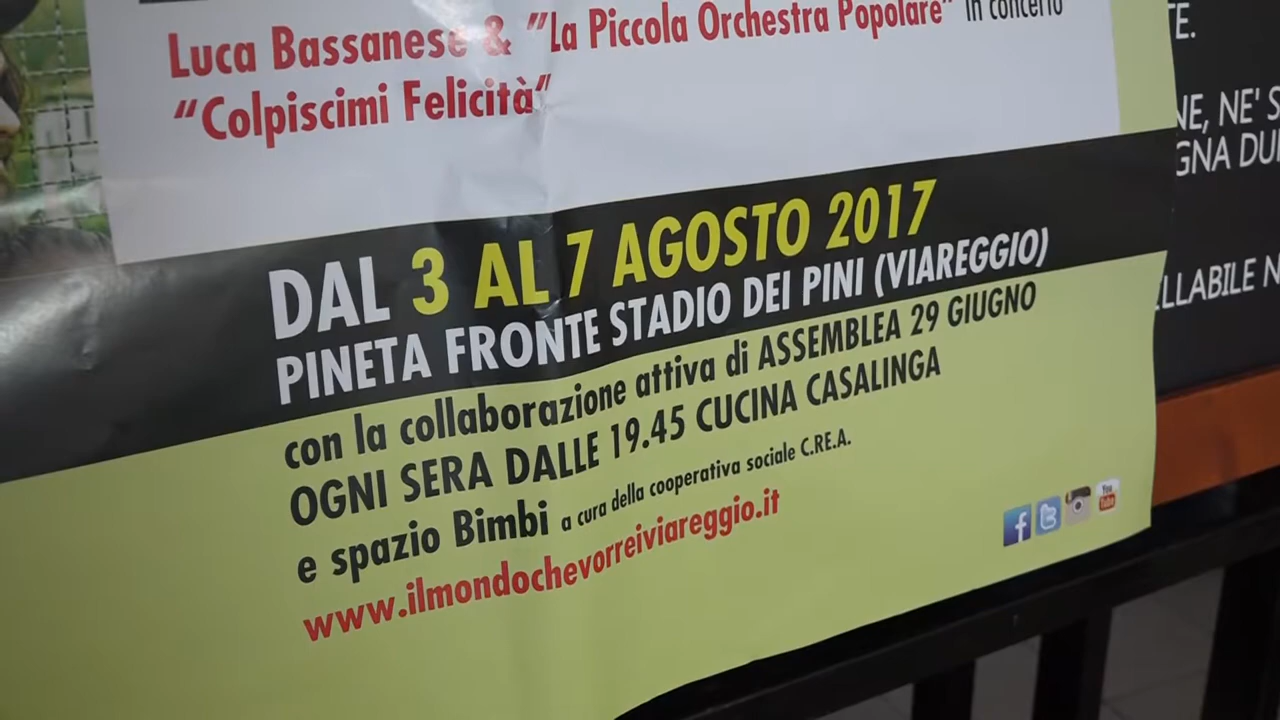 Luca Bassanese & "La Piccola Orchestra Popolare" in concerto
"Colpiscimi Felicità"
DAL 3 AL 7 AGOSTO 2017
PINETA FRONTE STADIO DEI PINI (VIAREGGIO)
con la collaborazione attiva di ASSEMBLEA 29 GIUGNO
OGNI SERA DALLE 19.45 CUCINA CASALINGA
e spazio Bimbi a cura della cooperativa sociale C.RE.A.
www.ilmondochevorreiviareggio.it
You Tube
NE, NE' S
GNA DU
LLABILE N